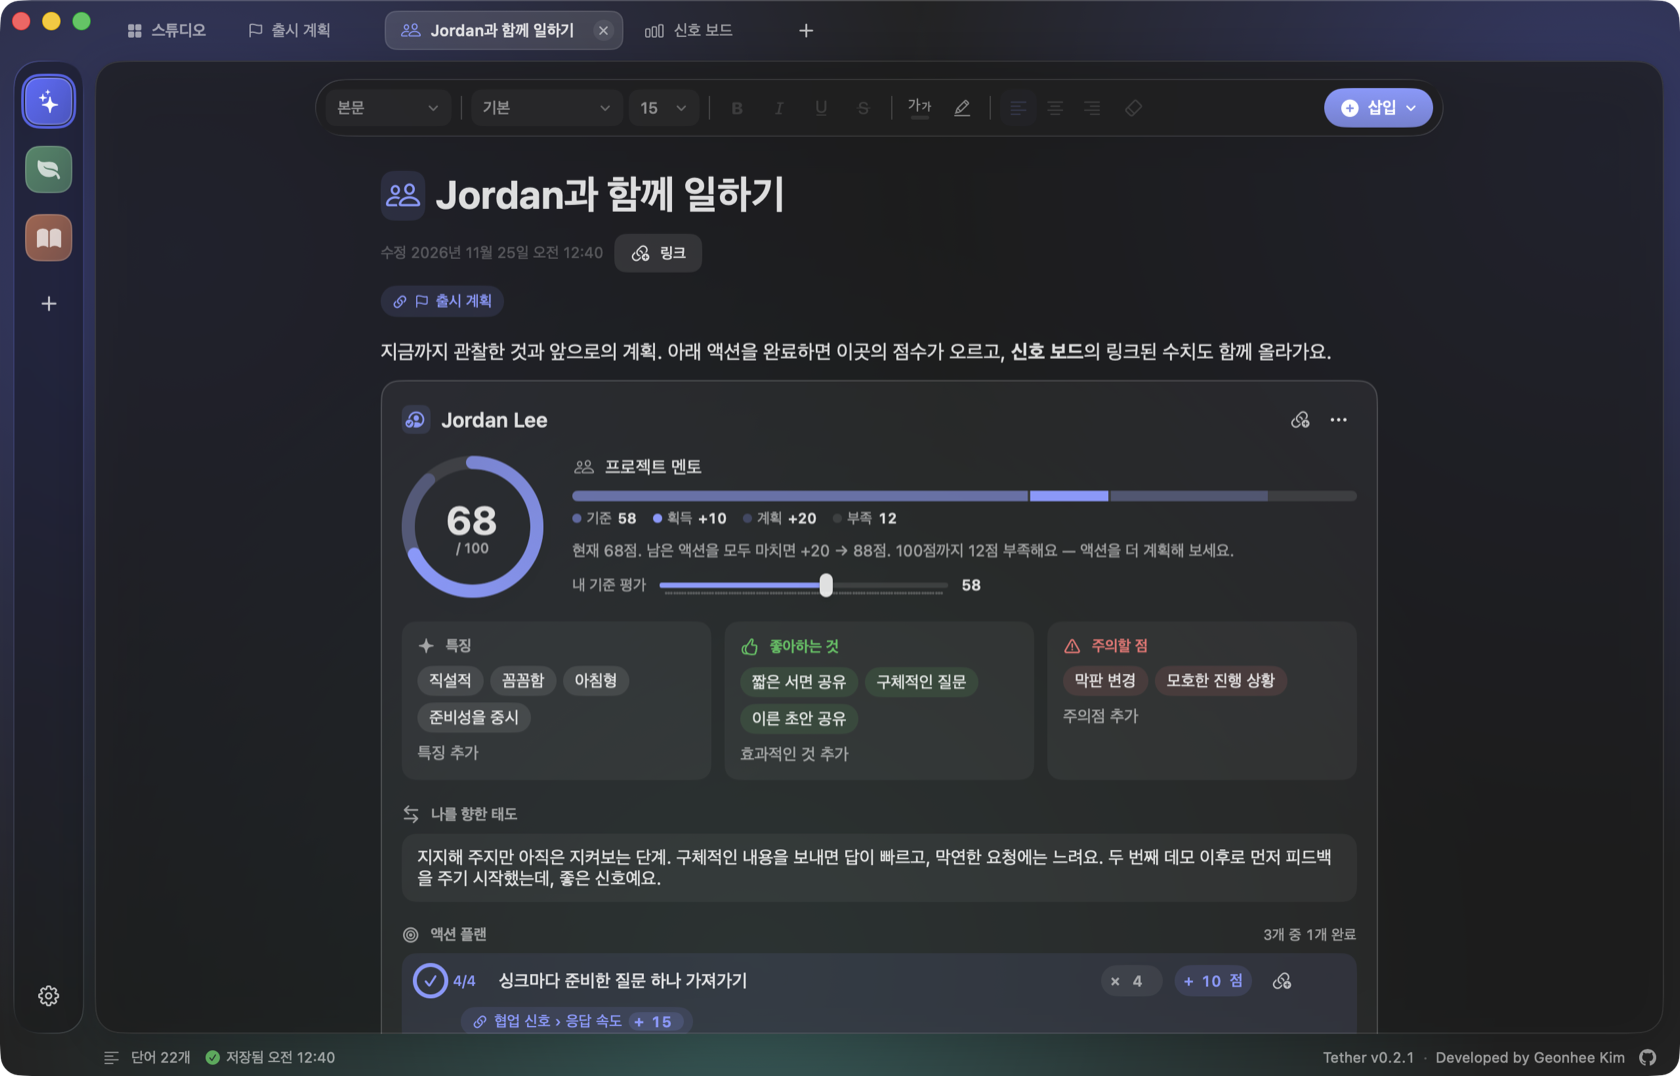 스튜디오
출시 계획
Jordan과 함께 일하기
신호 보드
본문
기본
15
B
I
U
S
가가
삽입
Jordan과 함께 일하기
수정 2026년 11월 25일 오전 12:40
링크
출시 계획
지금까지 관찰한 것과 앞으로의 계획. 아래 액션을 완료하면 이곳의 점수가 오르고, 신호 보드의 링크된 수치도 함께 올라가요.
Jordan Lee
68
/ 100
프로젝트 멘토
기준 58 획득 +10 계획 +20 부족 12
현재 68점. 남은 액션을 모두 마치면 +20 → 88점. 100점까지 12점 부족해요 — 액션을 더 계획해 보세요.
내 기준 평가 58
특징
직설적 꼼꼼함 아침형
준비성을 중시
특징 추가
좋아하는 것
짧은 서면 공유 구체적인 질문
이른 초안 공유
효과적인 것 추가
주의할 점
막판 변경 모호한 진행 상황
주의점 추가
나를 향한 태도
지지해 주지만 아직은 지켜보는 단계. 구체적인 내용을 보내면 답이 빠르고, 막연한 요청에는 느려요. 두 번째 데모 이후로 먼저 피드백
을 주기 시작했는데, 좋은 신호예요.
액션 플랜
3개 중 1개 완료
4/4 싱크마다 준비한 질문 하나 가져가기 × 4 + 10 점
협업 신호 › 응답 속도 + 15
단어 22개 저장됨 오전 12:40
Tether v0.2.1 · Developed by Geonhee Kim